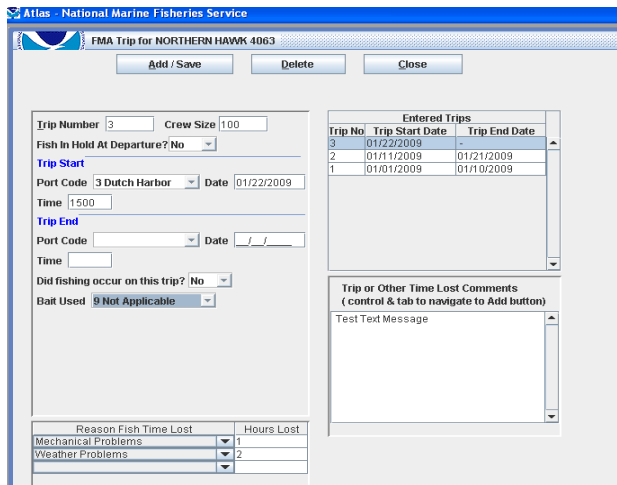 Atlas - National Marine Fisheries Service
FMA Trip for NORTHERN HAWK 4063
Add / Save Delete Close
Trip Number 3 Crew Size 100
Fish In Hold At Departure? No
Trip Start
Port Code 3 Dutch Harbor Date 01/22/2009
Time 1500
Trip End
Port Code Date __/__/____
Time
Did fishing occur on this trip? No
Bait Used 9 Not Applicable
Reason Fish Time Lost Hours Lost
Mechanical Problems 1
Weather Problems 2
Entered Trips
Trip No Trip Start Date Trip End Date
3 01/22/2009 -
2 01/11/2009 01/21/2009
1 01/01/2009 01/10/2009
Trip or Other Time Lost Comments
( control & tab to navigate to Add button)
Test Text Message